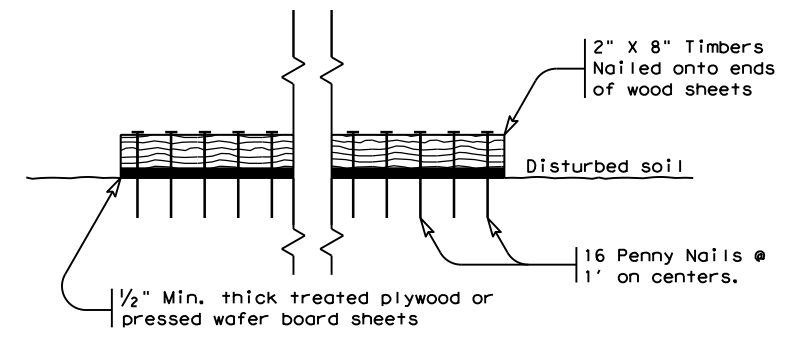 2" X 8" Timbers
Nailed onto ends
of wood sheets
Disturbed soil
16 Penny Nails @
1' on centers.
½" Min. thick treated plywood or
pressed wafer board sheets